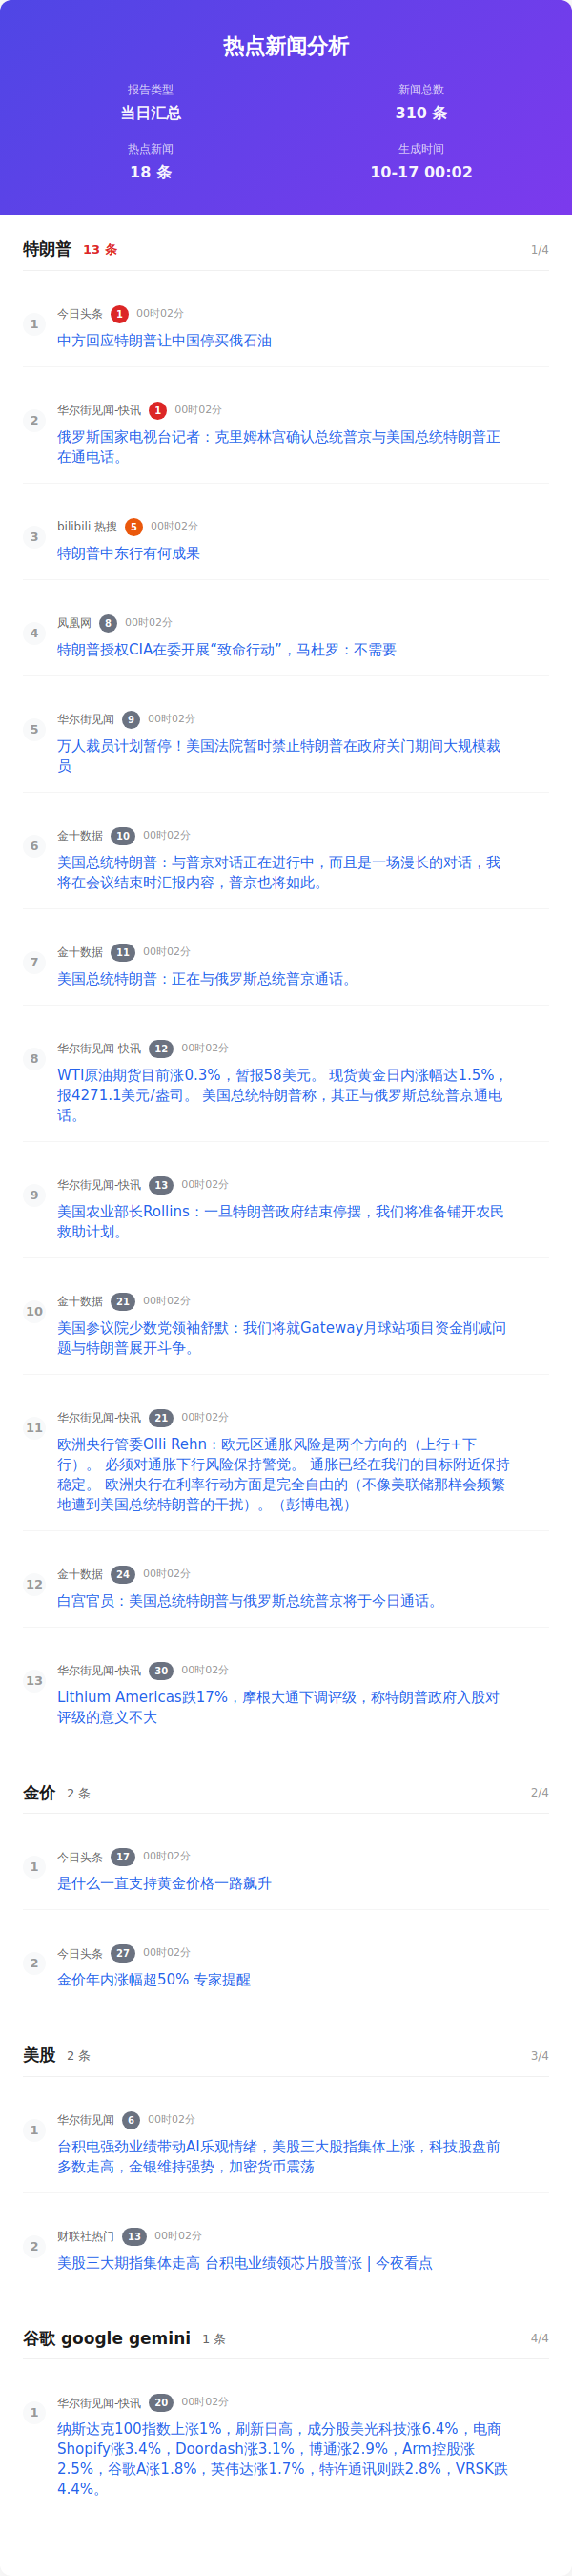 热点新闻分析
报告类型
新闻总数
当日汇总
310 条
热点新闻
生成时间
18 条
10-17 00:02
特朗普 13 条 1/4
1
今日头条 1 00时02分
中方回应特朗普让中国停买俄石油
2
华尔街见闻-快讯 1 00时02分
俄罗斯国家电视台记者：克里姆林宫确认总统普京与美国总统特朗普正
在通电话。
3
bilibili 热搜 5 00时02分
特朗普中东行有何成果
4
凤凰网 8 00时02分
特朗普授权CIA在委开展“致命行动”，马杜罗：不需要
5
华尔街见闻 9 00时02分
万人裁员计划暂停！美国法院暂时禁止特朗普在政府关门期间大规模裁
员
6
金十数据 10 00时02分
美国总统特朗普：与普京对话正在进行中，而且是一场漫长的对话，我
将在会议结束时汇报内容，普京也将如此。
7
金十数据 11 00时02分
美国总统特朗普：正在与俄罗斯总统普京通话。
8
华尔街见闻-快讯 12 00时02分
WTI原油期货目前涨0.3%，暂报58美元。 现货黄金日内涨幅达1.5%，
报4271.1美元/盎司。 美国总统特朗普称，其正与俄罗斯总统普京通电
话。
9
华尔街见闻-快讯 13 00时02分
美国农业部长Rollins：一旦特朗普政府结束停摆，我们将准备铺开农民
救助计划。
10
金十数据 21 00时02分
美国参议院少数党领袖舒默：我们将就Gateway月球站项目资金削减问
题与特朗普展开斗争。
11
华尔街见闻-快讯 21 00时02分
欧洲央行管委Olli Rehn：欧元区通胀风险是两个方向的（上行+下
行）。 必须对通胀下行风险保持警觉。 通胀已经在我们的目标附近保持
稳定。 欧洲央行在利率行动方面是完全自由的（不像美联储那样会频繁
地遭到美国总统特朗普的干扰）。（彭博电视）
12
金十数据 24 00时02分
白宫官员：美国总统特朗普与俄罗斯总统普京将于今日通话。
13
华尔街见闻-快讯 30 00时02分
Lithium Americas跌17%，摩根大通下调评级，称特朗普政府入股对
评级的意义不大
金价 2 条 2/4
1
今日头条 17 00时02分
是什么一直支持黄金价格一路飙升
2
今日头条 27 00时02分
金价年内涨幅超50% 专家提醒
美股 2 条 3/4
1
华尔街见闻 6 00时02分
台积电强劲业绩带动AI乐观情绪，美股三大股指集体上涨，科技股盘前
多数走高，金银维持强势，加密货币震荡
2
财联社热门 13 00时02分
美股三大期指集体走高 台积电业绩领芯片股普涨 | 今夜看点
谷歌 google gemini 1 条 4/4
1
华尔街见闻-快讯 20 00时02分
纳斯达克100指数上涨1%，刷新日高，成分股美光科技涨6.4%，电商
Shopify涨3.4%，Doordash涨3.1%，博通涨2.9%，Arm控股涨
2.5%，谷歌A涨1.8%，英伟达涨1.7%，特许通讯则跌2.8%，VRSK跌
4.4%。